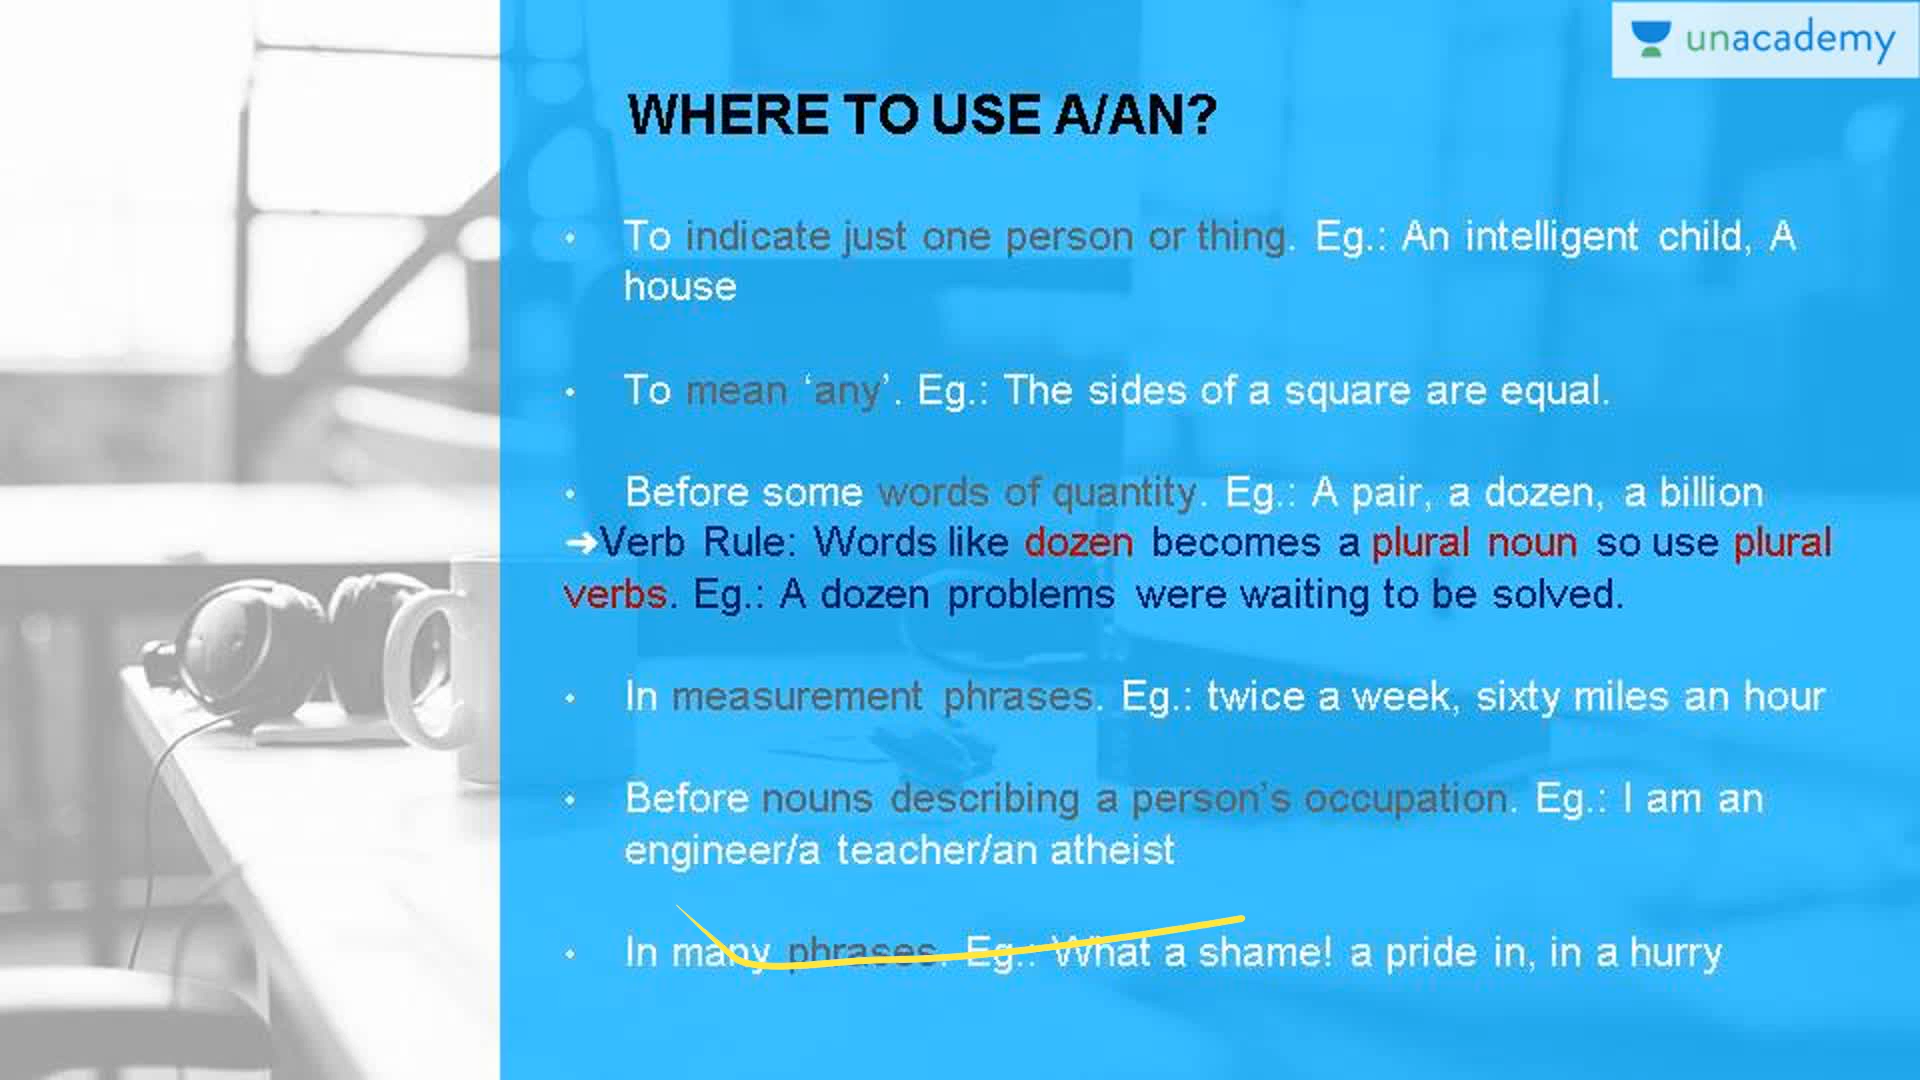 unacademy
WHERE TO USE A/AN?
• To indicate just one person or thing. Eg.: An intelligent child, A
house
• To mean ‘any’. Eg.: The sides of a square are equal.
• Before some words of quantity. Eg.: A pair, a dozen, a billion
➔Verb Rule: Words like dozen becomes a plural noun so use plural
verbs. Eg.: A dozen problems were waiting to be solved.
• In measurement phrases. Eg.: twice a week, sixty miles an hour
• Before nouns describing a person’s occupation. Eg.: I am an
engineer/a teacher/an atheist
• In many phrases. Eg.: What a shame! a pride in, in a hurry